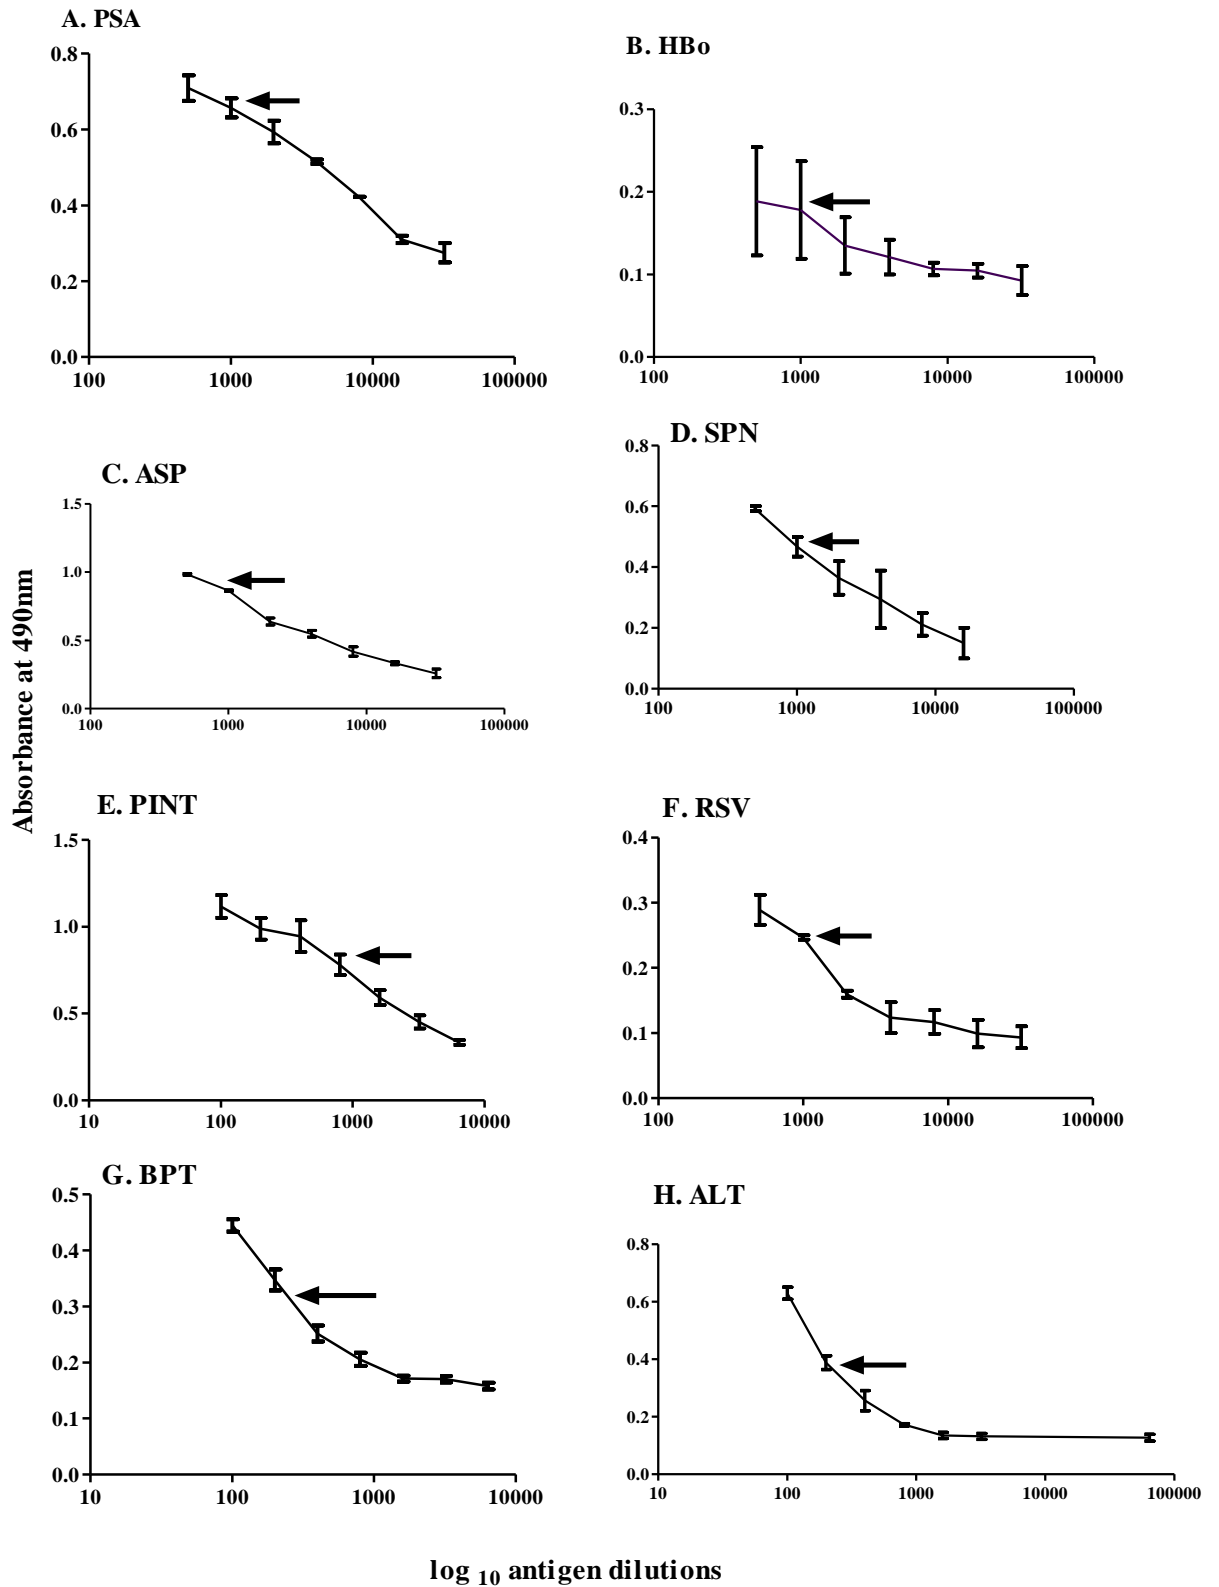 A. PSA
0.8
0.6
0.4
0.2
0.0
100 1000 10000 100000
B. HBo
0.3
0.2
0.1
0.0
100 1000 10000 100000
C. ASP
1.5
1.0
0.5
0.0
100 1000 10000 100000
D. SPN
0.8
0.6
0.4
0.2
0.0
100 1000 10000 100000
Absorbance at 490nm
E. PINT
1.5
1.0
0.5
0.0
10 100 1000 10000
F. RSV
0.4
0.3
0.2
0.1
0.0
100 1000 10000 100000
G. BPT
0.5
0.4
0.3
0.2
0.1
0.0
10 100 1000 10000
H. ALT
0.8
0.6
0.4
0.2
0.0
10 100 1000 10000 100000
log 10 antigen dilutions